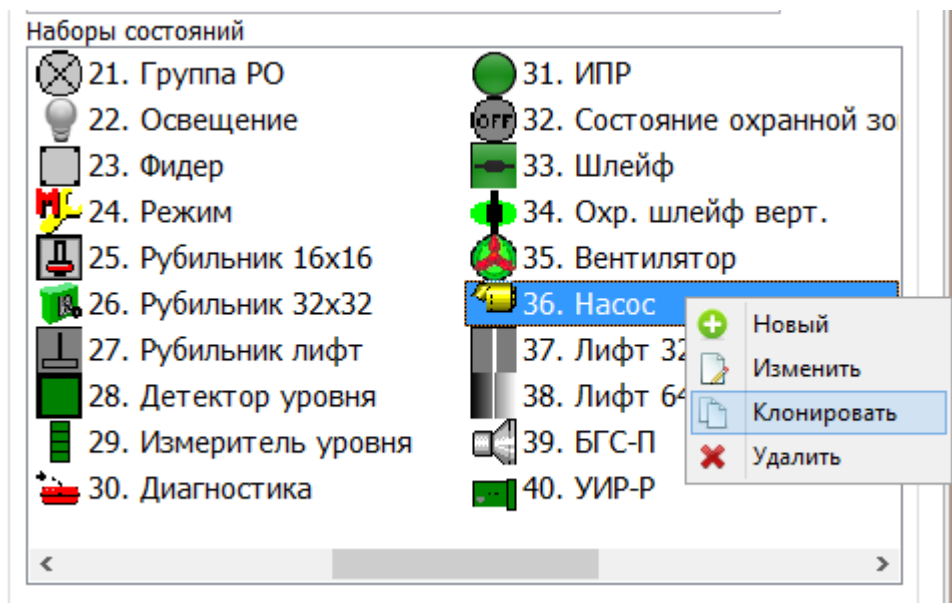 Наборы состояний
21. Группа РО
22. Освещение
23. Фидер
24. Режим
25. Рубильник 16x16
26. Рубильник 32x32
27. Рубильник лифт
28. Детектор уровня
29. Измеритель уровня
30. Диагностика
31. ИПР
OFF 32. Состояние охранной зо
33. Шлейф
34. Охр. шлейф верт.
35. Вентилятор
36. Насос
37. Лифт 32
38. Лифт 64
39. БГС-П
40. УИР-Р
Новый
Изменить
Клонировать
Удалить